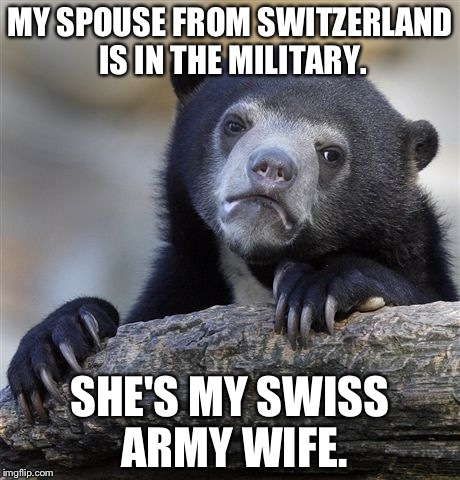 MY SPOUSE FROM SWITZERLAND
IS IN THE MILITARY.
SHE'S MY SWISS
ARMY WIFE.
imgflip.com